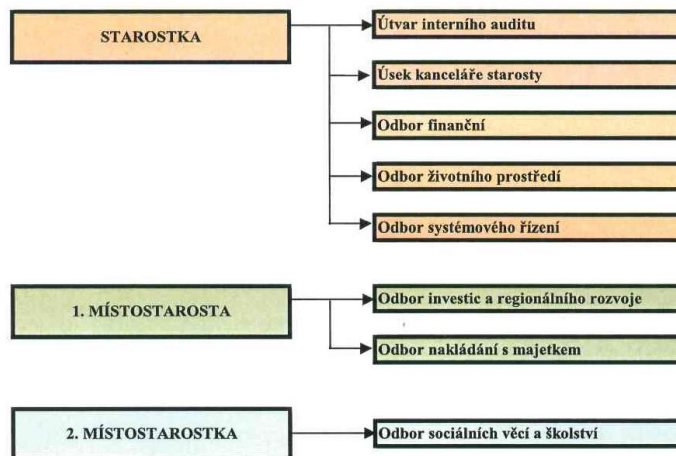 STAROSTKA
Útvar interního auditu
Úsek kanceláře starosty
Odbor finanční
Odbor životního prostředí
Odbor systémového řízení
1. MÍSTOSTAROSTA
Odbor investic a regionálního rozvoje
Odbor nakládání s majetkem
2. MÍSTOSTAROSTKA
Odbor sociálních věcí a školství